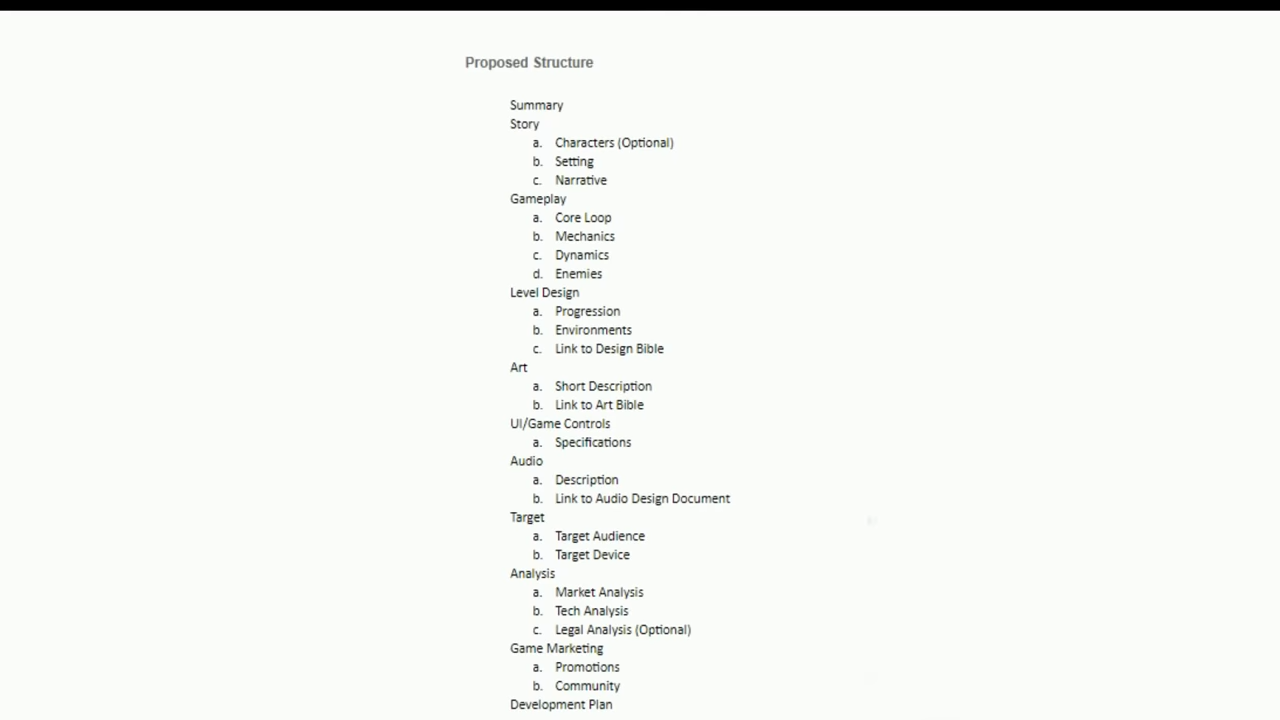 Proposed Structure
Summary
Story
a. Characters (Optional)
b. Setting
c. Narrative
Gameplay
a. Core Loop
b. Mechanics
c. Dynamics
d. Enemies
Level Design
a. Progression
b. Environments
c. Link to Design Bible
Art
a. Short Description
b. Link to Art Bible
UI/Game Controls
a. Specifications
Audio
a. Description
b. Link to Audio Design Document
Target
a. Target Audience
b. Target Device
Analysis
a. Market Analysis
b. Tech Analysis
c. Legal Analysis (Optional)
Game Marketing
a. Promotions
b. Community
Development Plan